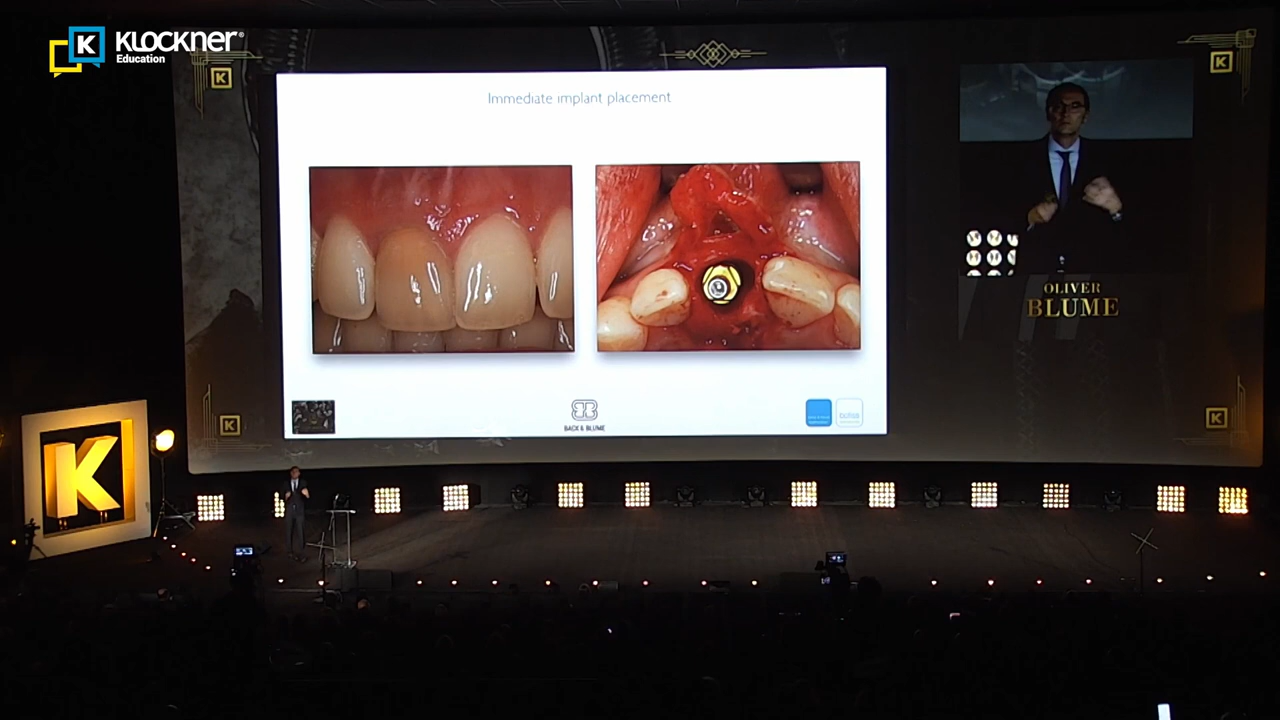 KLOCKNER®
Education
Immediate implant placement
K
K
K
K
K
OLIVER
BLUME
BACK & BLUME
K